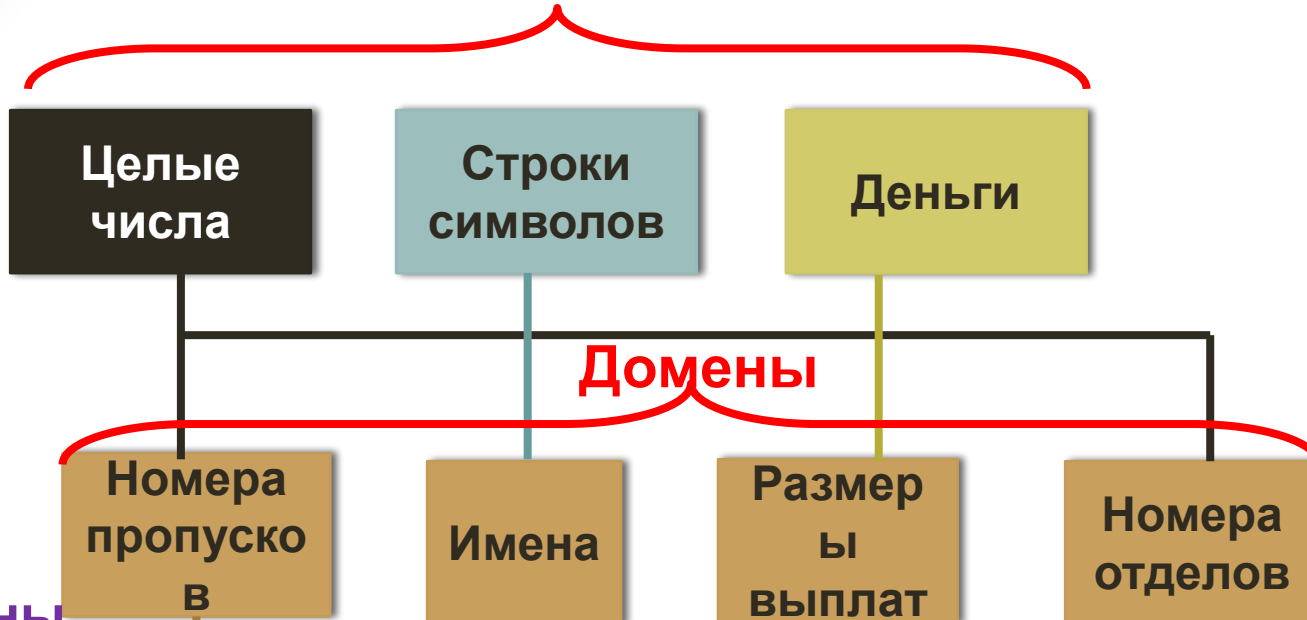 Целые
числа
Строки
символов
Деньги
Домены
Номера
пропуско
в
Имена
Размер
ы
выплат
Номера
отделов